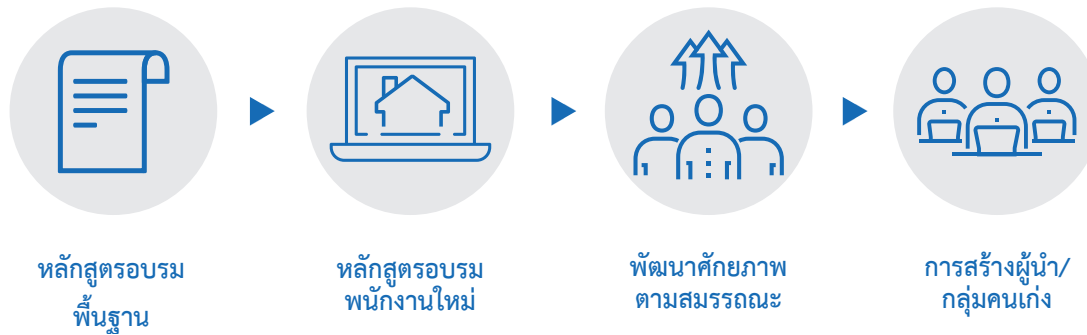 หลักสูตรอบรม
พื้นฐาน
หลักสูตรอบรม
พนักงานใหม่
พัฒนาศักยภาพ
ตามสมรรถณะ
การสร้างผู้นำ/
กลุ่มคนเก่ง